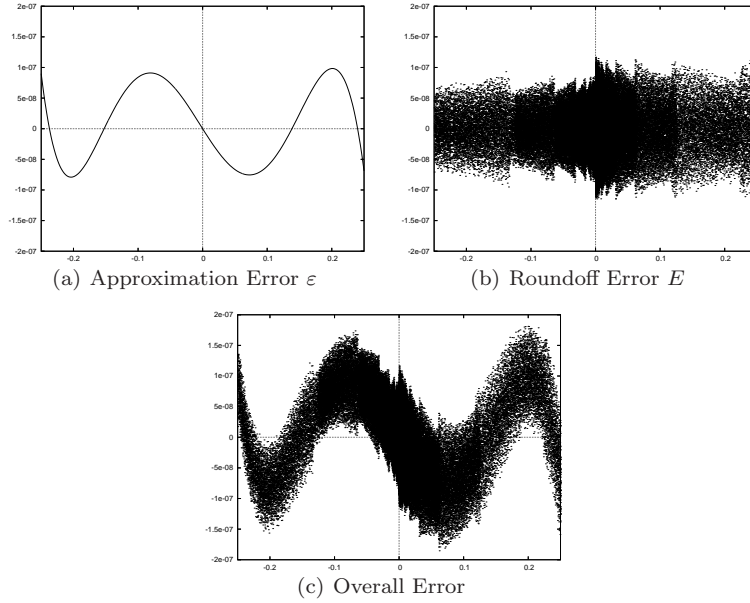 2e-07
1.5e-07
1e-07
5e-08
0
-5e-08
-1e-07
-1.5e-07
-2e-07
-0.2 -0.1 0 0.1 0.2
(a) Approximation Error ε
2e-07
1.5e-07
1e-07
5e-08
0
-5e-08
-1e-07
-1.5e-07
-2e-07
-0.2 -0.1 0 0.1 0.2
(b) Roundoff Error E
2e-07
1.5e-07
1e-07
5e-08
0
-5e-08
-1e-07
-1.5e-07
-2e-07
-0.2 -0.1 0 0.1 0.2
(c) Overall Error